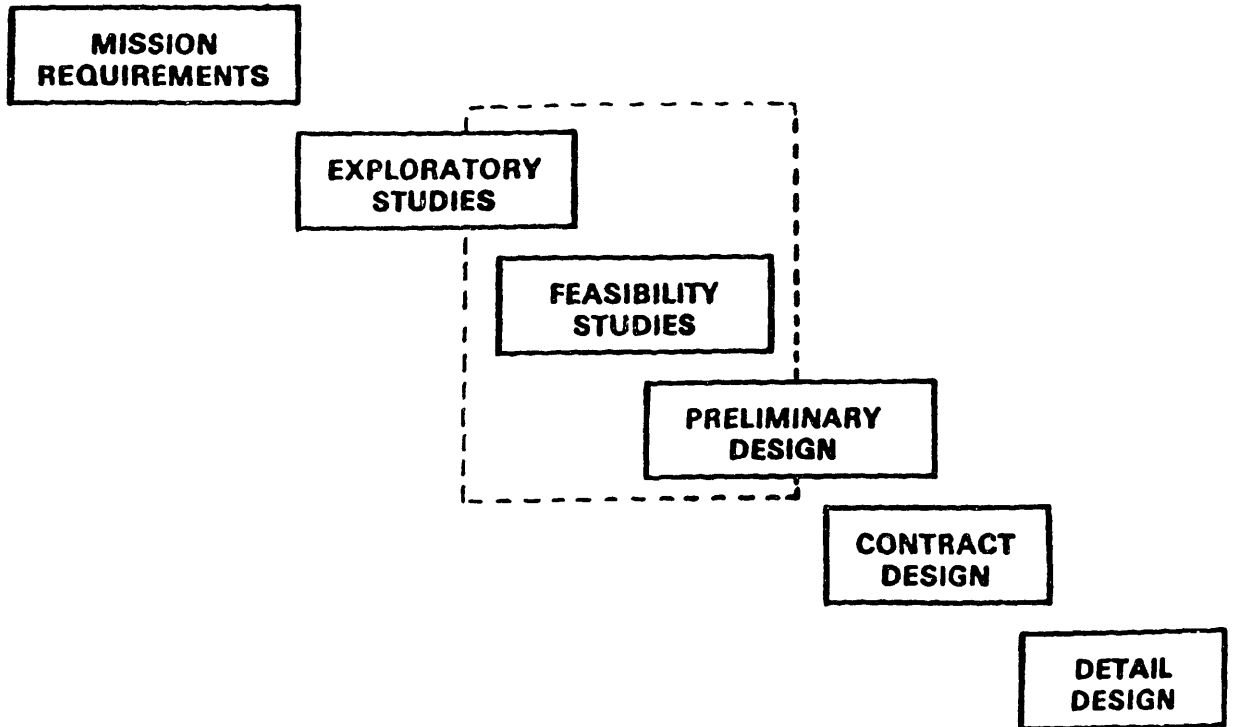 MISSION
REQUIREMENTS
EXPLORATORY
STUDIES
FEASIBILITY
STUDIES
PRELIMINARY
DESIGN
CONTRACT
DESIGN
DETAIL
DESIGN